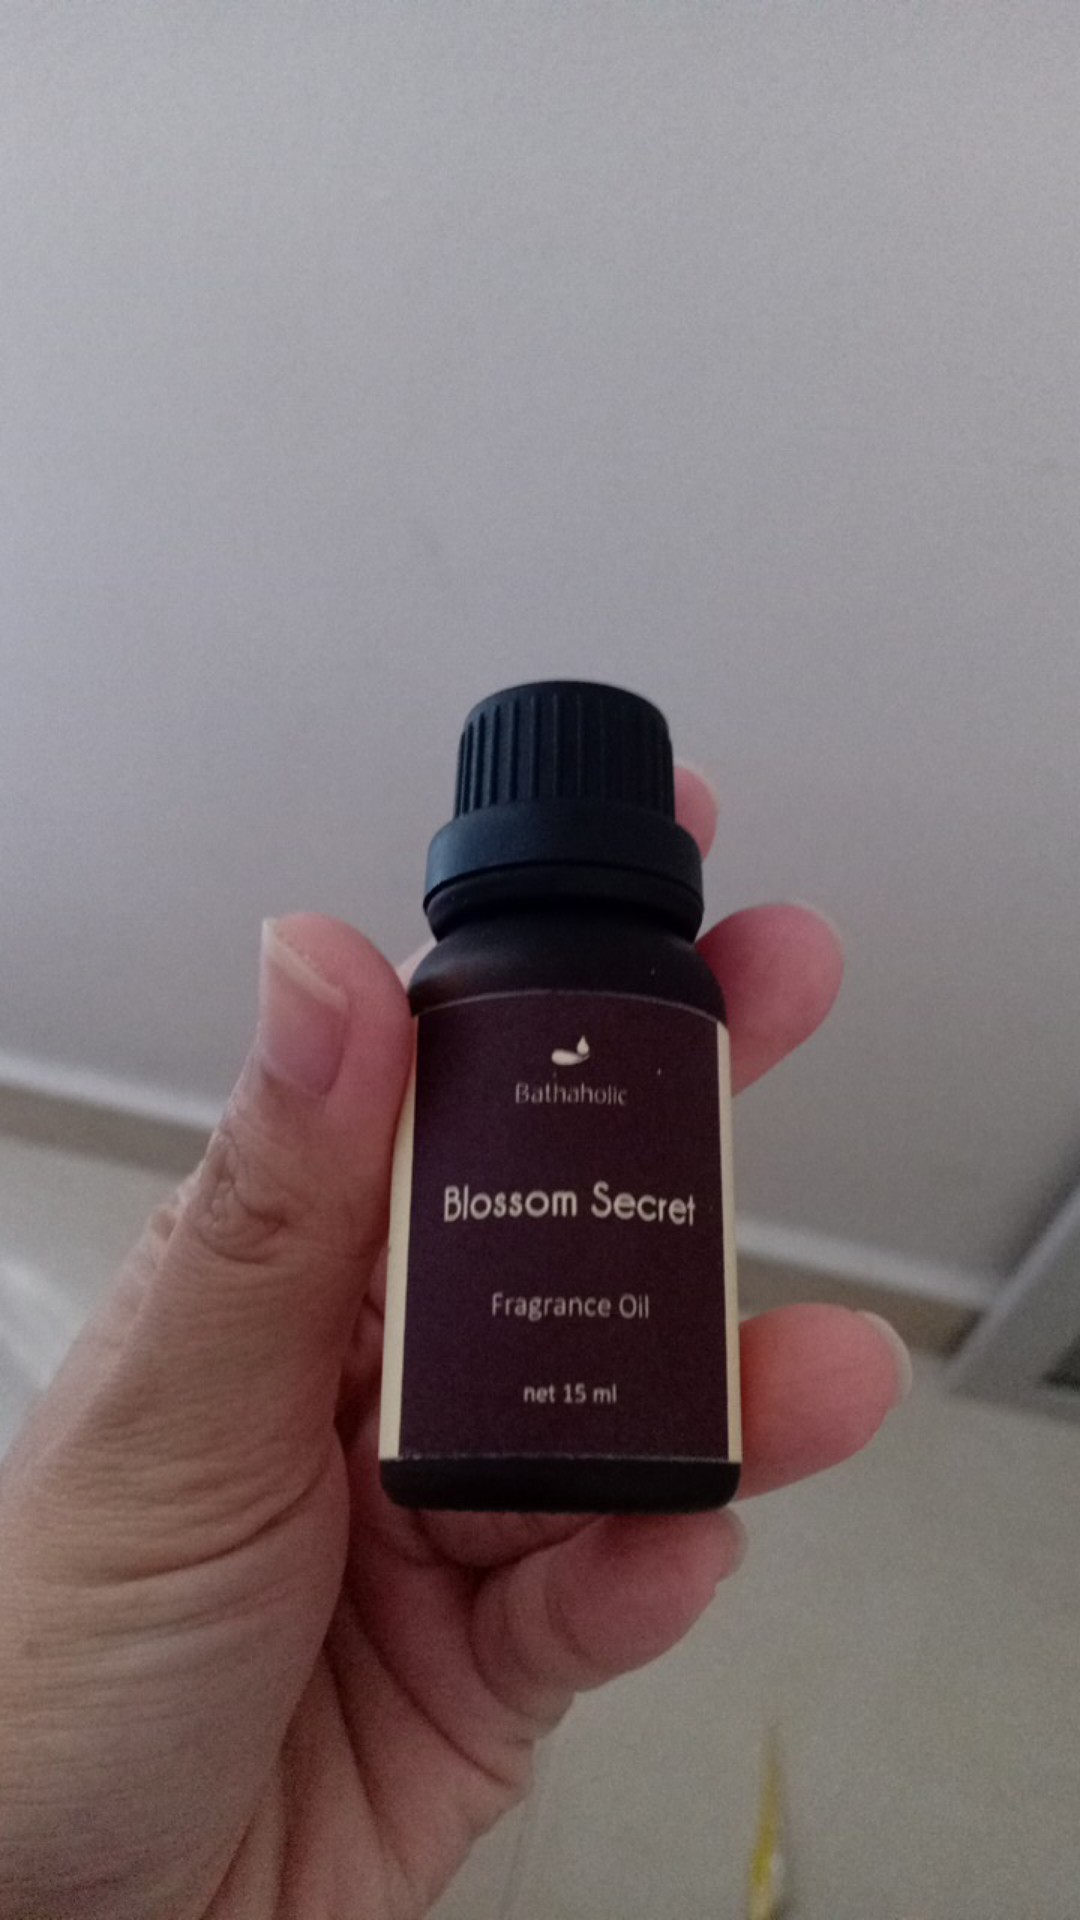 Bathaholic
Blossom Secret
Fragrance Oil
net 15 ml